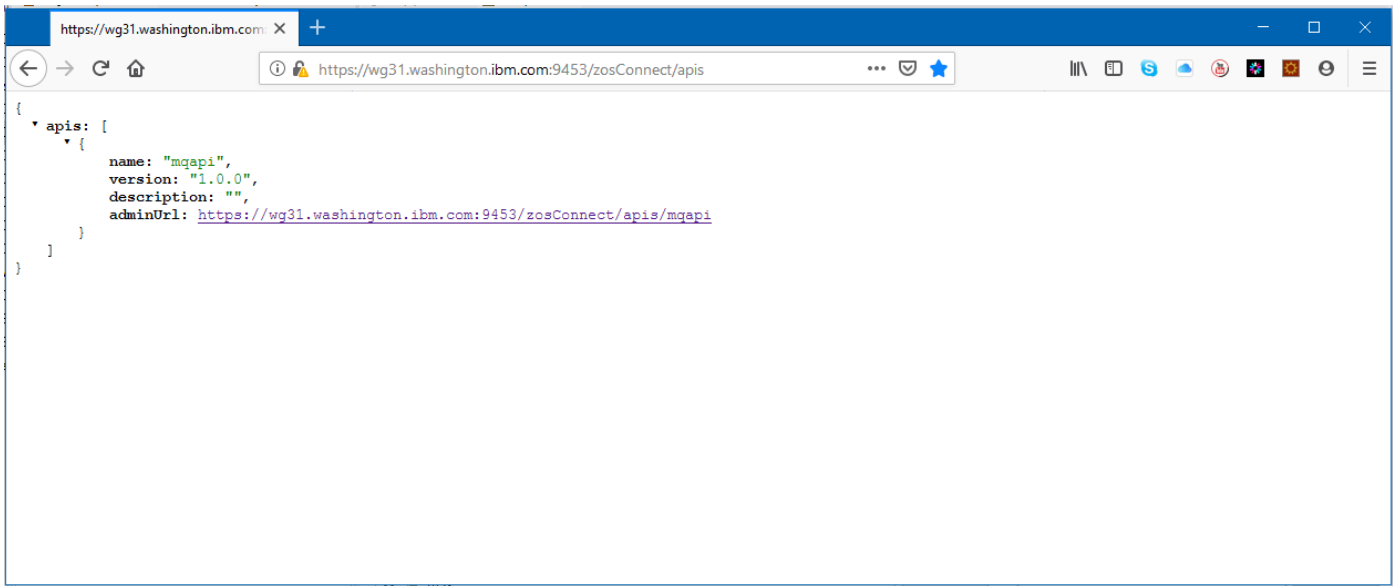 https://wg31.washington.ibm.com:
https://wg31.washington.ibm.com:9453/zosConnect/apis
{
apis: [
{
name: "mqapi",
version: "1.0.0",
description: "",
adminUrl: https://wg31.washington.ibm.com:9453/zosConnect/apis/mqapi
}
]
}